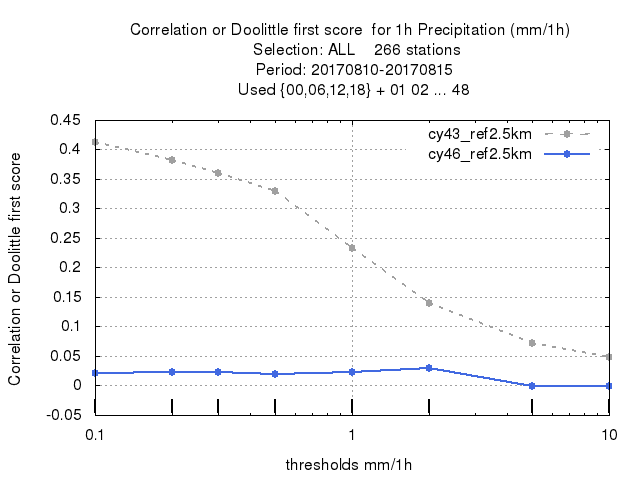 Correlation or Doolittle first score  for 1h Precipitation (mm/1h)
Selection: ALL    266 stations
Period: 20170810-20170815
Used {00,06,12,18} + 01 02 ... 48
cy43_ref2.5km
cy46_ref2.5km
Correlation or Doolittle first score
0.45
0.4
0.35
0.3
0.25
0.2
0.15
0.1
0.05
0
-0.05
0.1
1
10
thresholds mm/1h